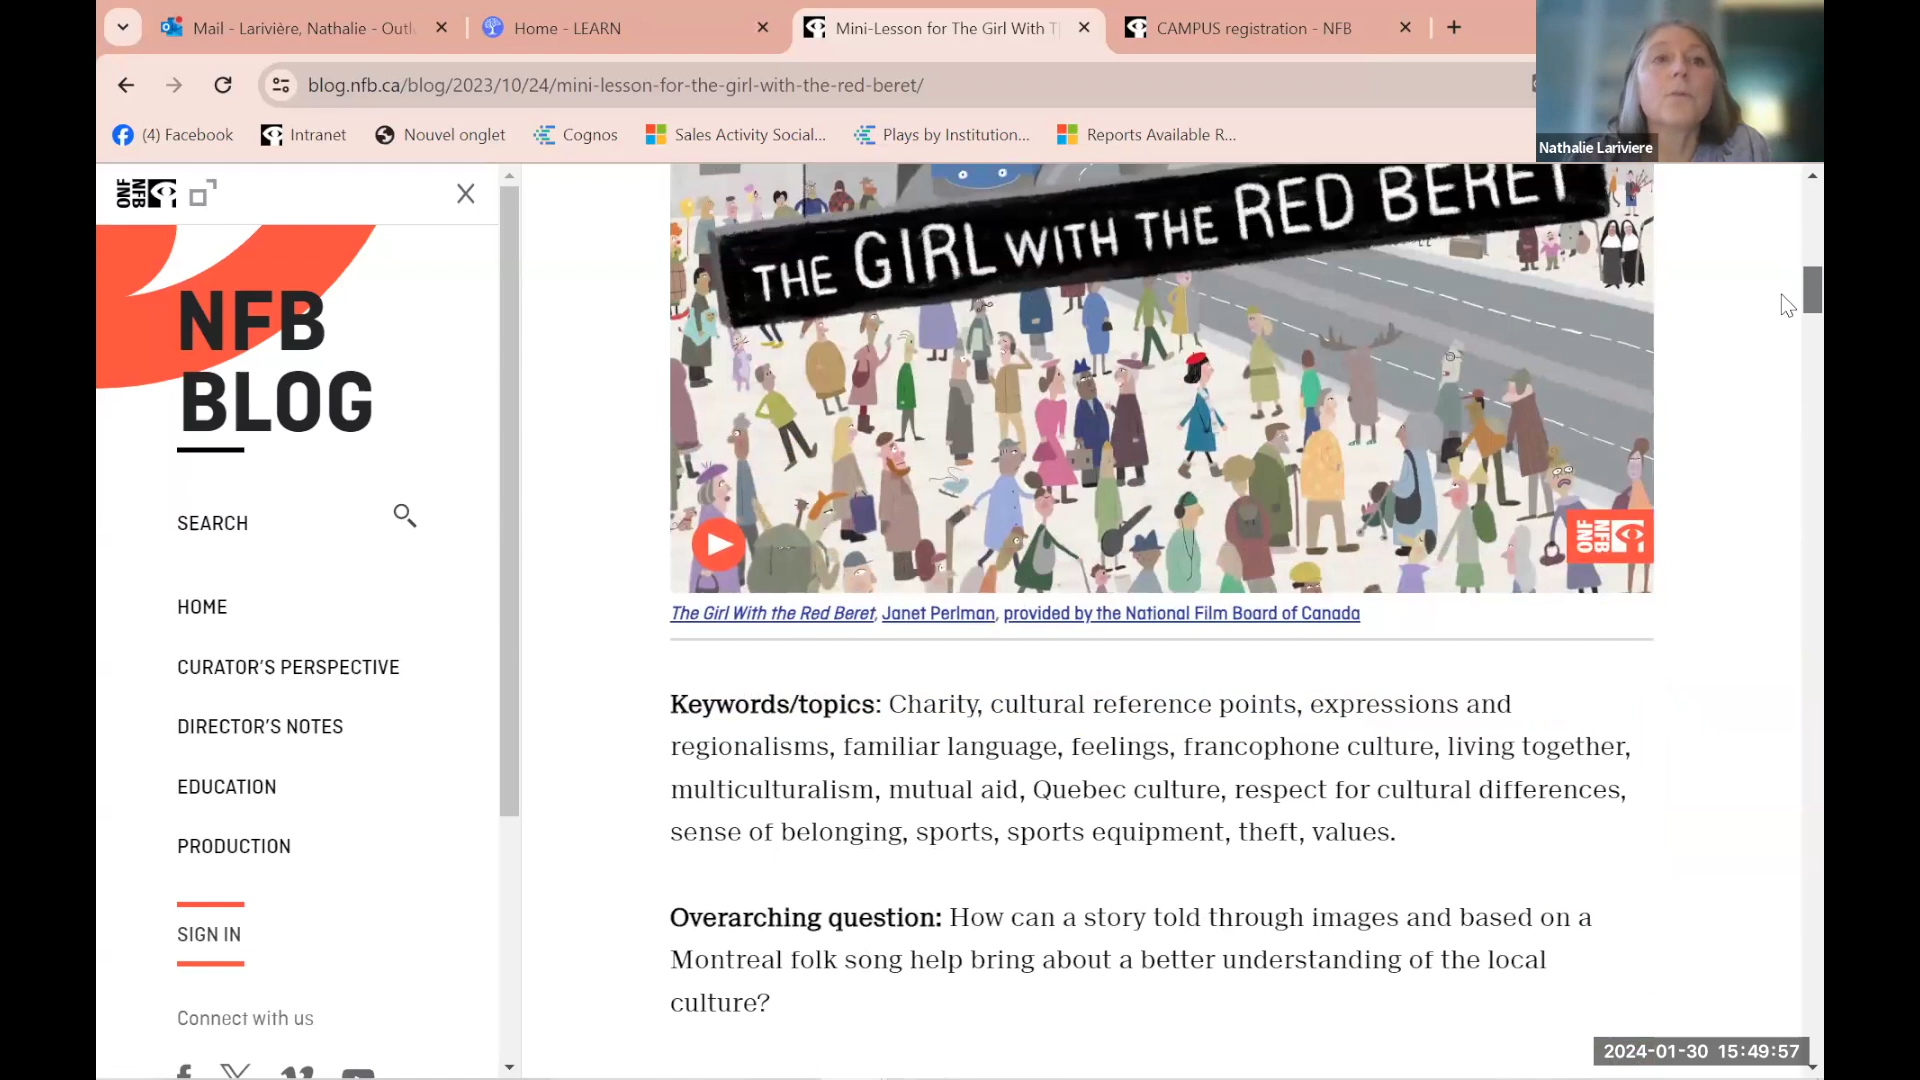 Mail - Larivière, Nathalie - Outl
Home - LEARN
Mini-Lesson for The Girl With T
CAMPUS registration - NFB
blog.nfb.ca/blog/2023/10/24/mini-lesson-for-the-girl-with-the-red-beret/
(4) Facebook
Intranet
Nouvel onglet
Cognos
Sales Activity Social...
Plays by Institution...
Reports Available R...
Nathalie Lariviere
ONF
NFB
NFB
BLOG
SEARCH
HOME
CURATOR'S PERSPECTIVE
DIRECTOR'S NOTES
EDUCATION
PRODUCTION
SIGN IN
Connect with us
THE GIRL WITH THE RED BERET
ONF
NFB
The Girl With the Red Beret, Janet Perlman, provided by the National Film Board of Canada
Keywords/topics: Charity, cultural reference points, expressions and
regionalisms, familiar language, feelings, francophone culture, living together,
multiculturalism, mutual aid, Quebec culture, respect for cultural differences,
sense of belonging, sports, sports equipment, theft, values.
Overarching question: How can a story told through images and based on a
Montreal folk song help bring about a better understanding of the local
culture?
2024-01-30 15:49:57